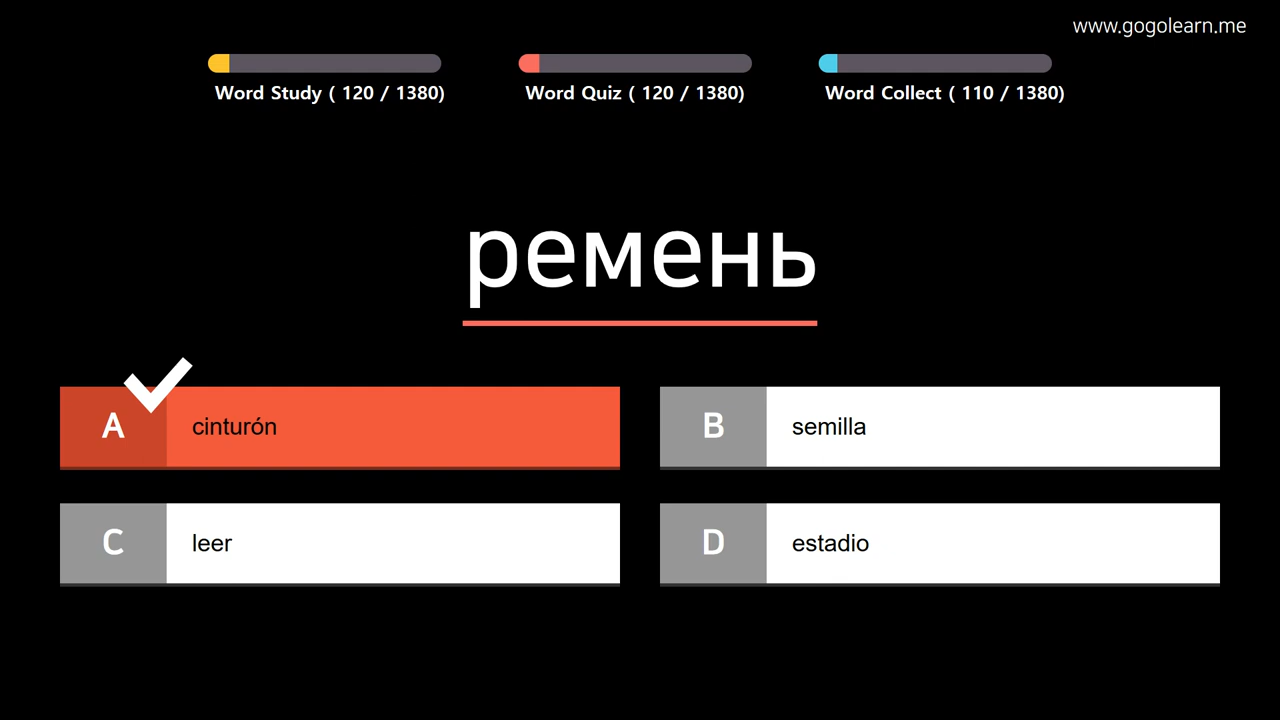 www.gogolearn.me
Word Study ( 120 / 1380)
Word Quiz ( 120 / 1380)
Word Collect ( 110 / 1380)
ремень
A
cinturón
B
semilla
C
leer
D
estadio